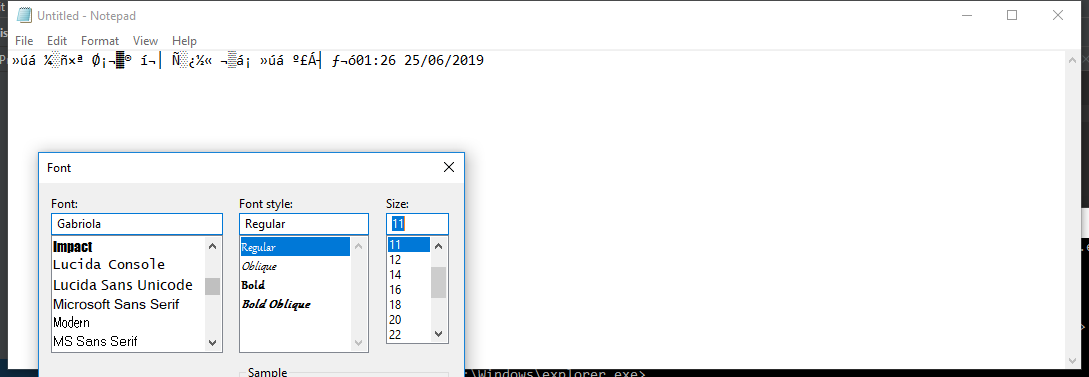 Untitled - Notepad
File Edit Format View Help
»úá ¼░ñ×ª Ø¡¬▓® í¬│ Ñ░¿½« ¬▒á¡ »úá º£Á┤ ƒ¬ó01:26 25/06/2019
Font
Font: Font style: Size:
Gabriola Regular 11
Impact Regular 11
Lucida Console Oblique 12
Lucida Sans Unicode Bold 14
Microsoft Sans Serif Bold Oblique 16
Modern 18
MS Sans Serif 20
22
Sample
:\Windows\explorer.exe>